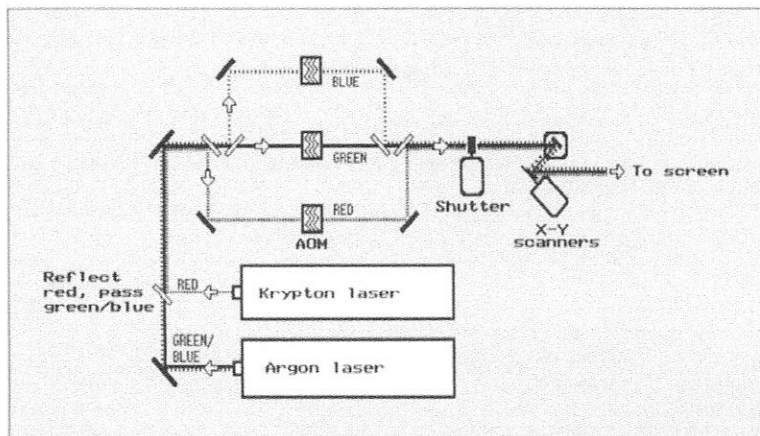 BLUE
GREEN
RED
AOM
Shutter
To screen
X-Y
scanners
Reflect
red, pass
green/blue
RED
Krypton laser
GREEN/
BLUE
Argon laser